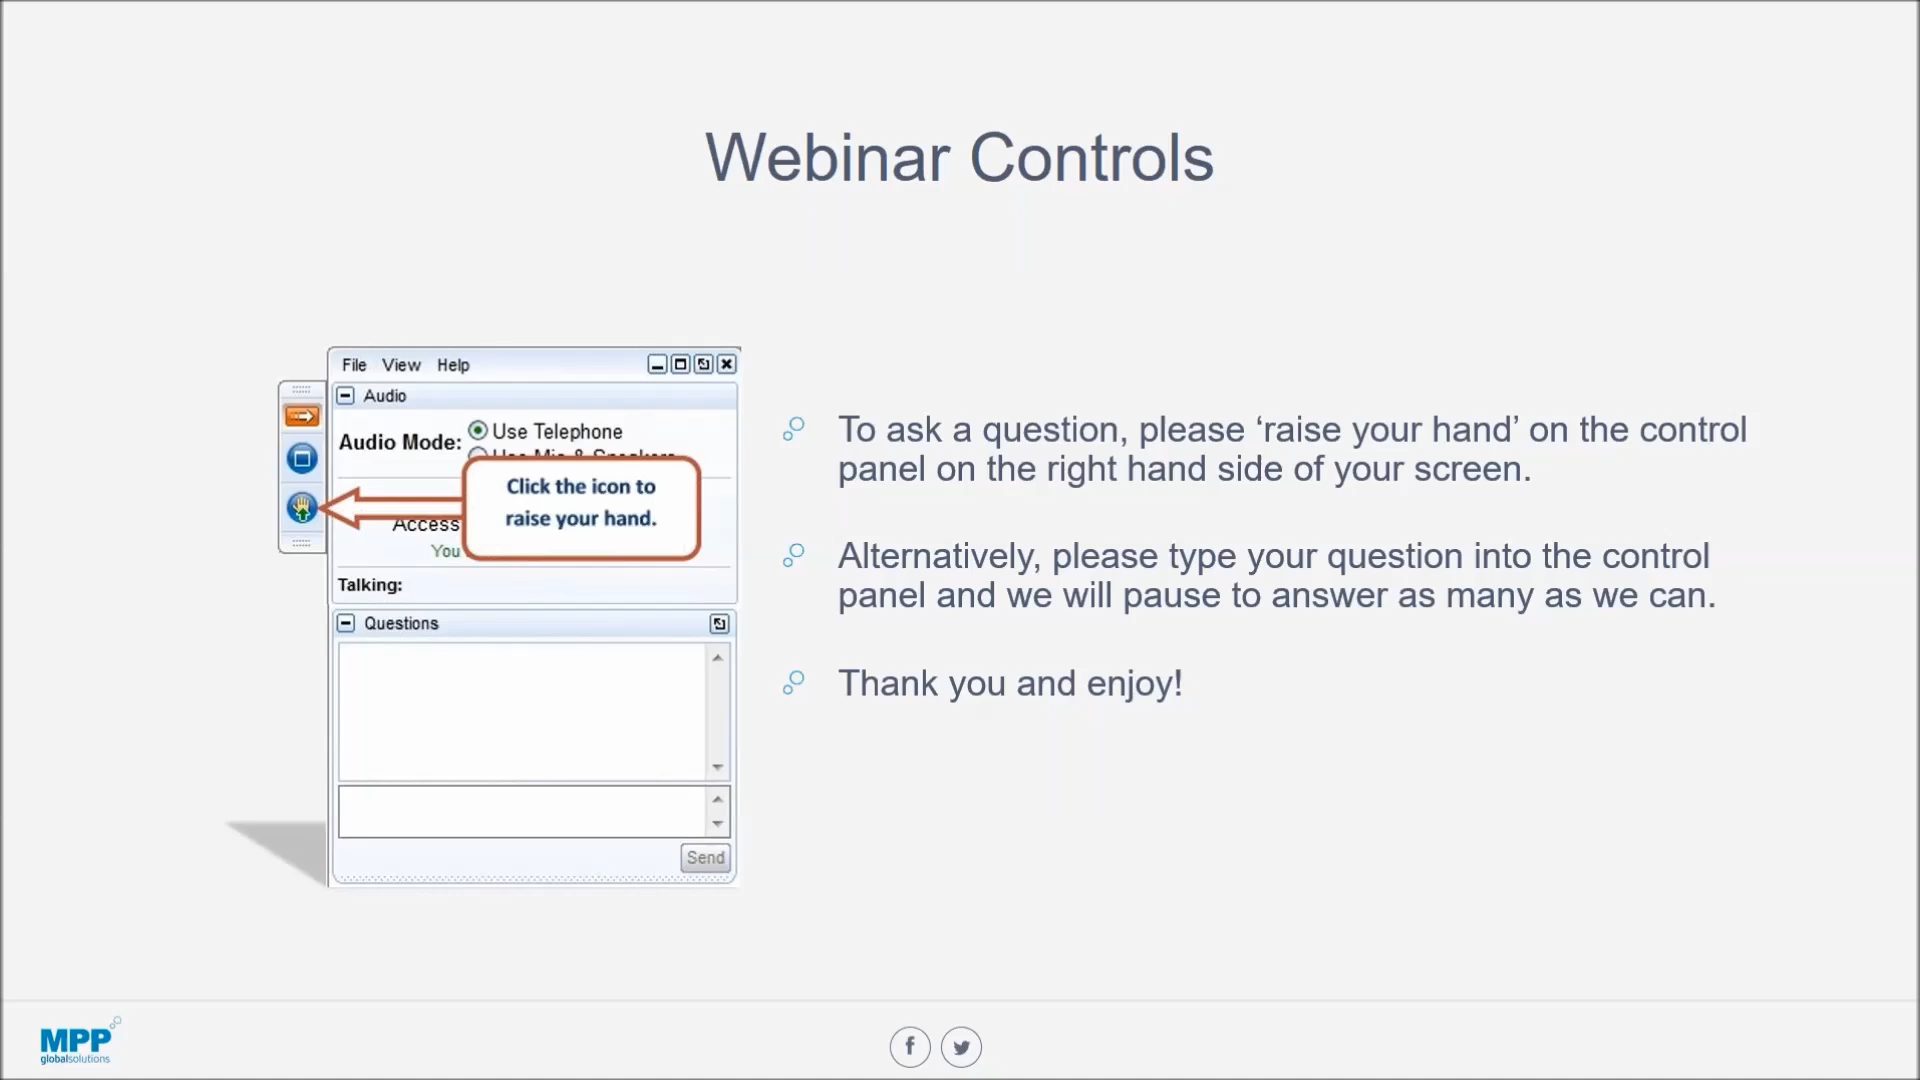 Webinar Controls
File View Help
Audio
Audio Mode: Use Telephone
Use Mic & Speakers
Click the icon to
raise your hand.
Access
You
Talking:
Questions
Send
To ask a question, please ‘raise your hand’ on the control
panel on the right hand side of your screen.
Alternatively, please type your question into the control
panel and we will pause to answer as many as we can.
Thank you and enjoy!
MPP
globalsolutions